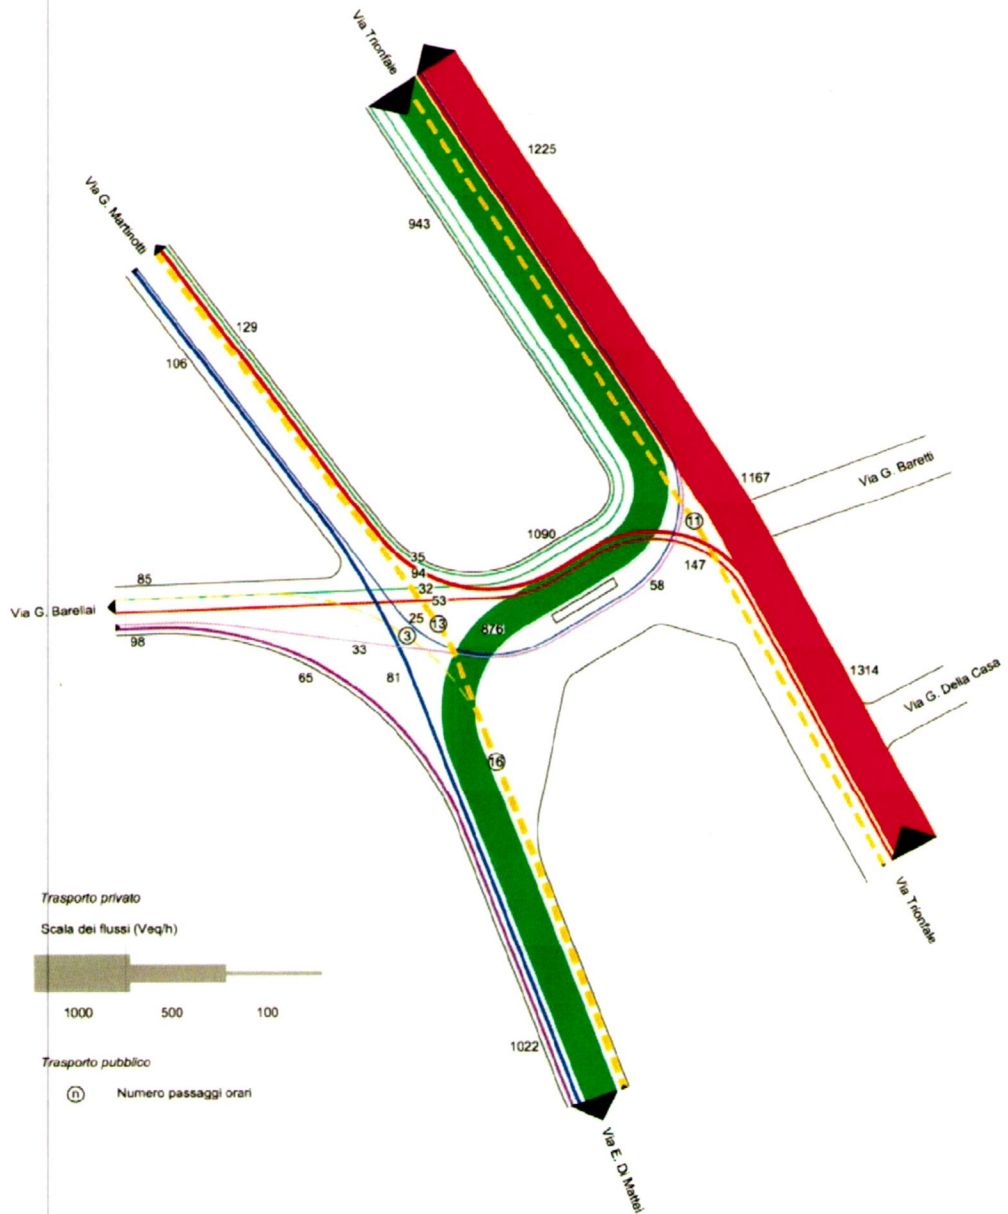 Via Trionfale
1225
943
Via G. Martinotti
129
106
1167
Via G. Baretti
1090
11
147
35
94
85
32
53
58
Via G. Barellai
25
13
3
876
98
33
65
81
1314
Via G. Della Casa
16
Via Trionfale
Trasporto privato
Scala dei flussi (Veq/h)
1000 500 100
1022
Trasporto pubblico
n Numero passaggi orari
Via E. Di Mattei